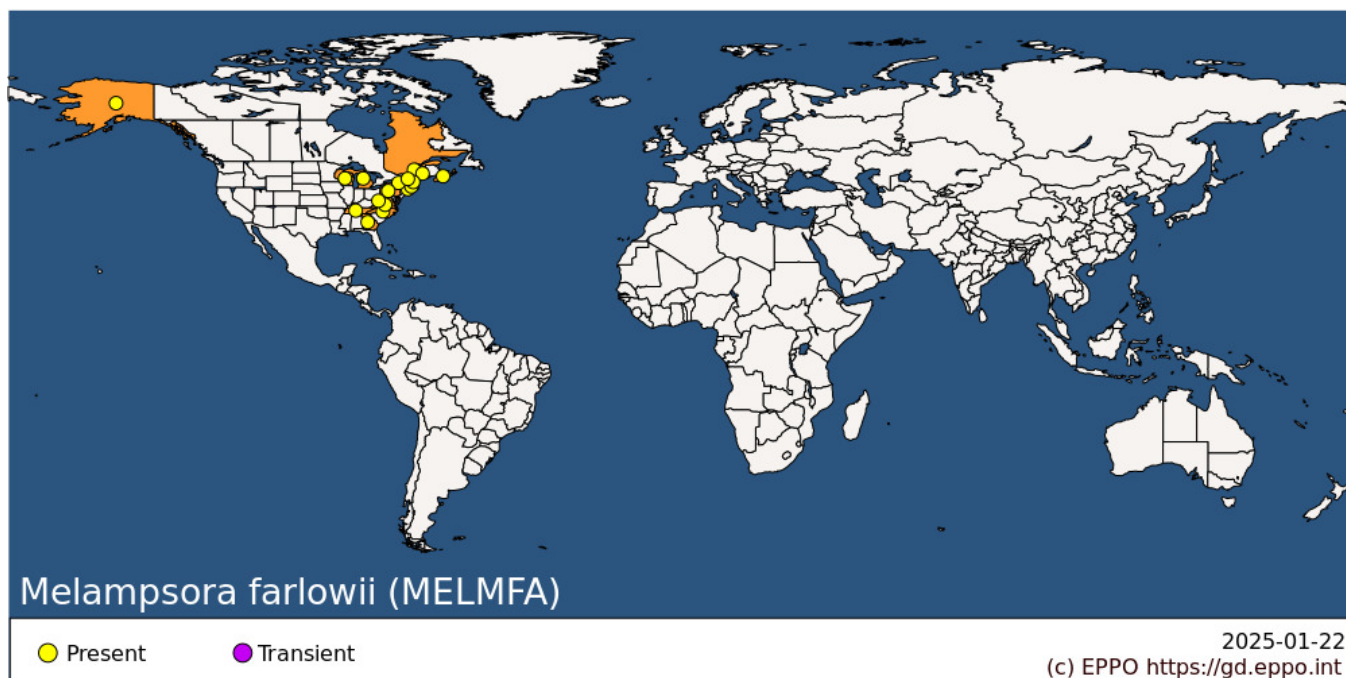 Melampsora farlowii (MELMFA)
Present
Transient
2025-01-22
(c) EPPO https://gd.eppo.int